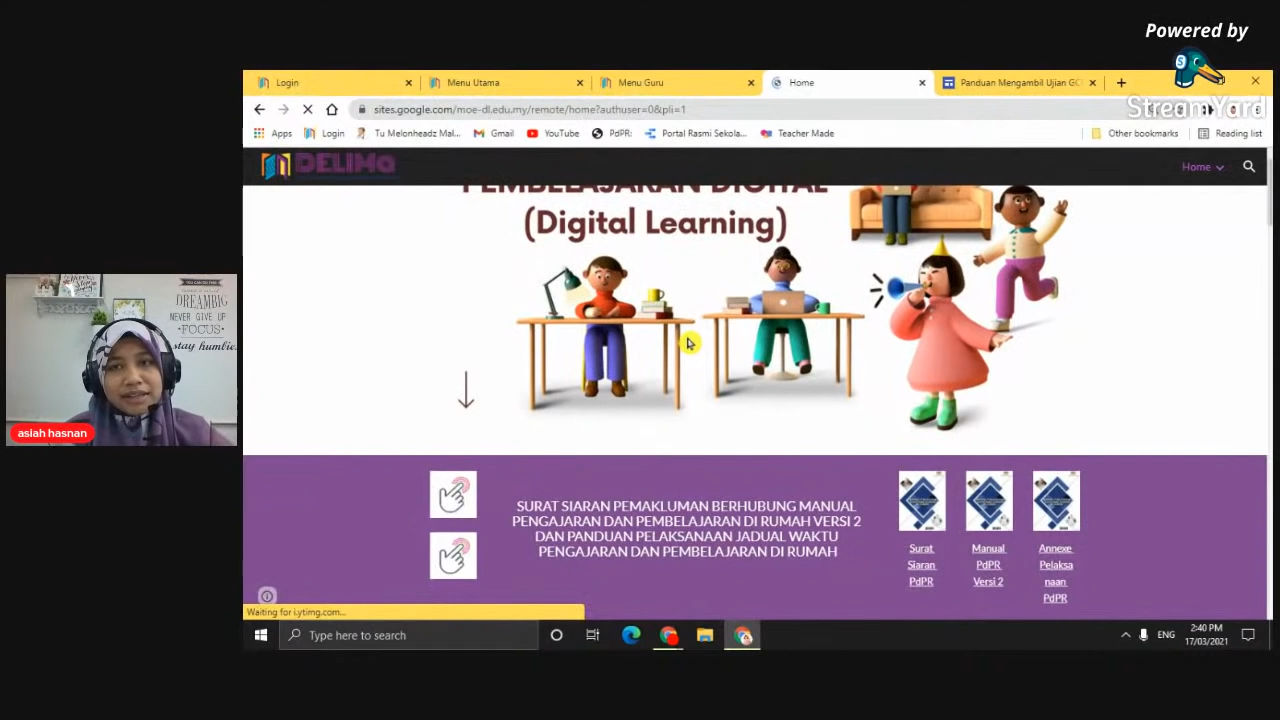 Powered by
StreamYard
Login
Menu Utama
Menu Guru
Home
Panduan Mengambil Ujian GC
sites.google.com/moe-dl.edu.my/remote/home?authuser=0&pli=1
Apps
Login
Tu Melonheadz Mal...
Gmail
YouTube
PdPR:
Portal Rasmi Sekola...
Teacher Made
Other bookmarks
Reading list
DELIMa
Home
PEMBELAJARAN DIGITAL
(Digital Learning)
DREAM BIG
NEVER GIVE UP
•FOCUS•
stay humble
asiah hasnan
SURAT SIARAN PEMAKLUMAN BERHUBUNG MANUAL
PENGAJARAN DAN PEMBELAJARAN DI RUMAH VERSI 2
DAN PANDUAN PELAKSANAAN JADUAL WAKTU
PENGAJARAN DAN PEMBELAJARAN DI RUMAH
Surat
Siaran
PdPR
Manual
PdPR
Versi 2
Annexe
Pelaksa
naan
PdPR
Waiting for i.ytimg.com...
Type here to search
ENG
2:40 PM
17/03/2021